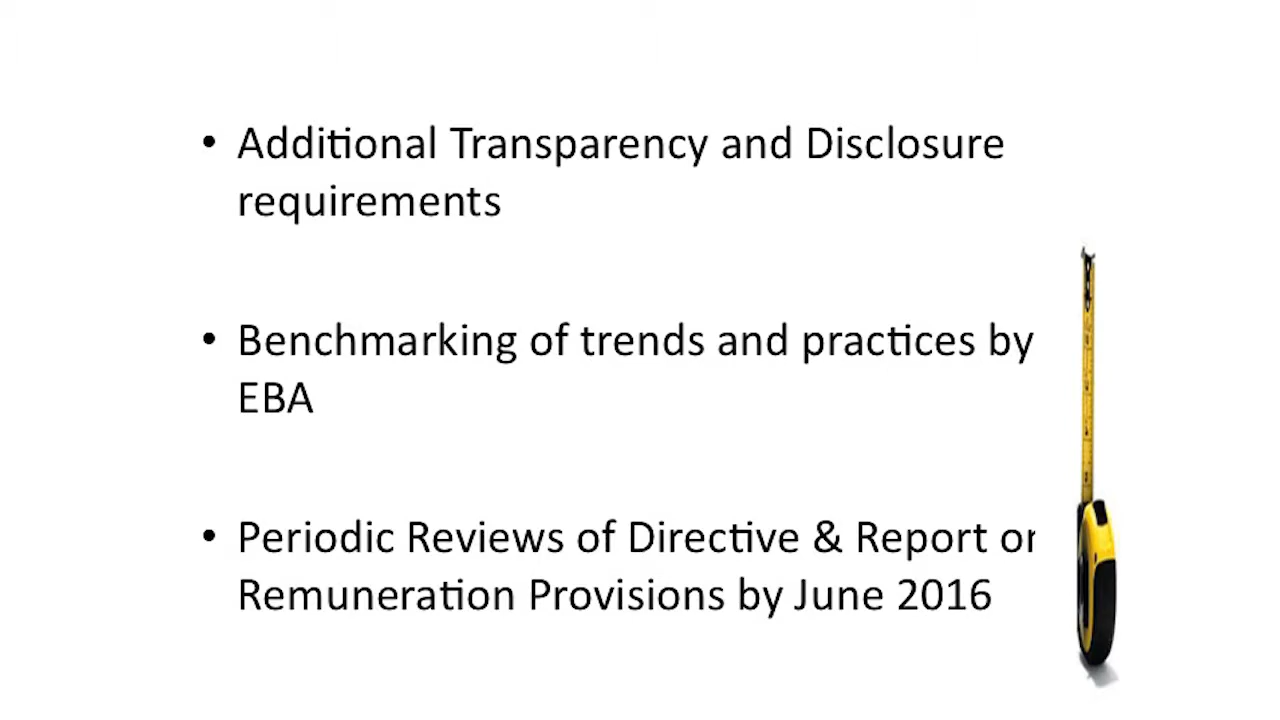 • Additional Transparency and Disclosure
requirements
• Benchmarking of trends and practices by
EBA
• Periodic Reviews of Directive & Report on
Remuneration Provisions by June 2016